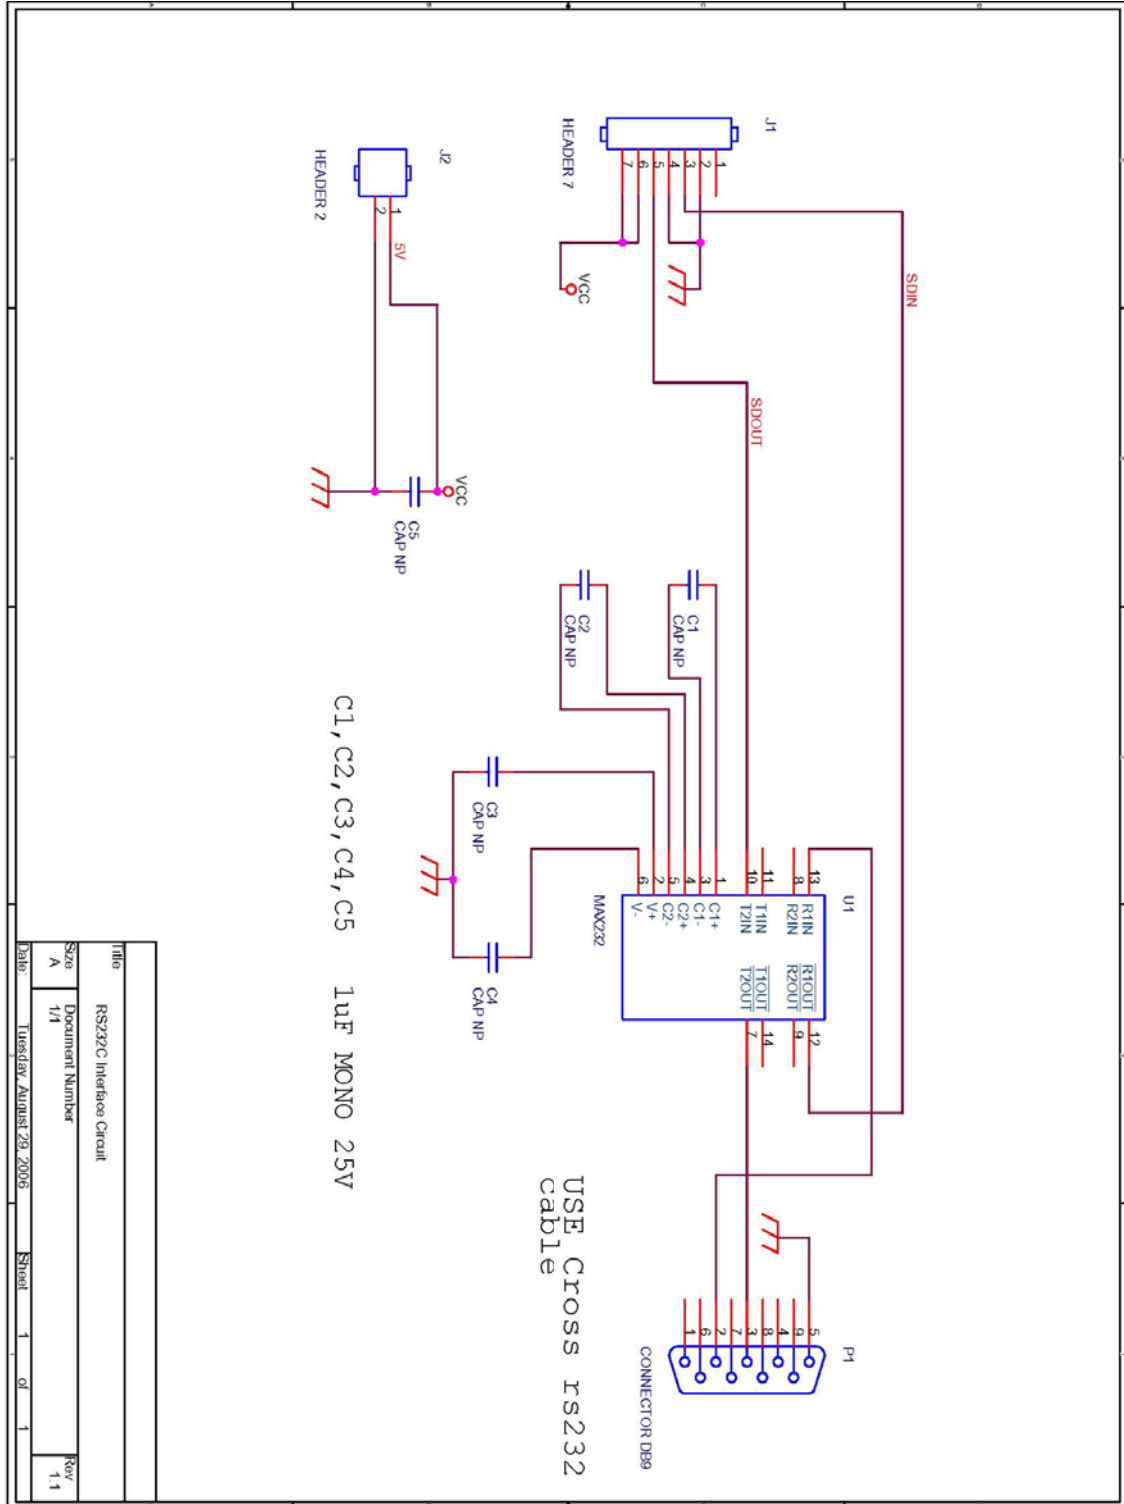 J1
HEADER 7
1
2
3
4
5
6
7
VCC
SDIN
SDOUT
J2
HEADER 2
1
2
5V
VCC
C5
CAP NP
C1
CAP NP
C2
CAP NP
C3
CAP NP
C4
CAP NP
U1
MAX232
13 R1IN
8 R2IN
11 T1IN
10 T2IN
1 C1+
3 C1-
4 C2+
5 C2-
2 V+
6 V-
R1OUT 12
R2OUT 9
T1OUT 14
T2OUT 7
P1
CONNECTOR DB9
5
9
4
8
3
7
2
6
1
USE Cross rs232
cable
C1,C2,C3,C4,C5 1uF MONO 25V
Title
RS232C Interface Circuit
Size
A
Document Number
1/1
Rev
1.1
Date: Tuesday, August 29, 2006
Sheet 1 of 1